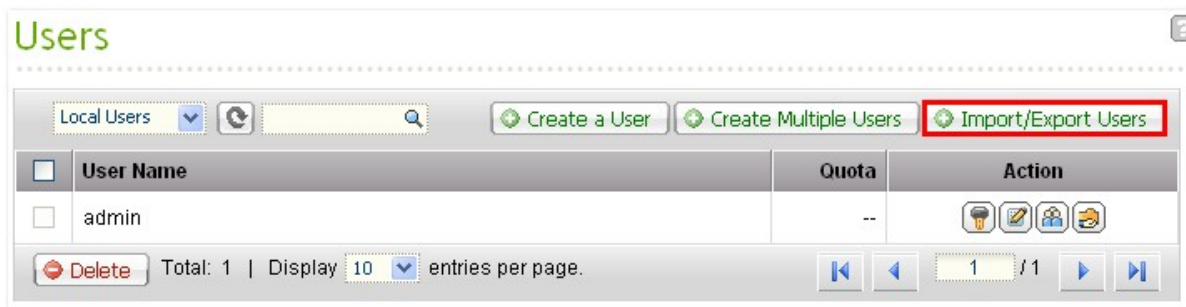 Users
Local Users Create a User Create Multiple Users Import/Export Users
User Name Quota Action
admin --
Delete Total: 1 | Display 10 entries per page. 1 / 1